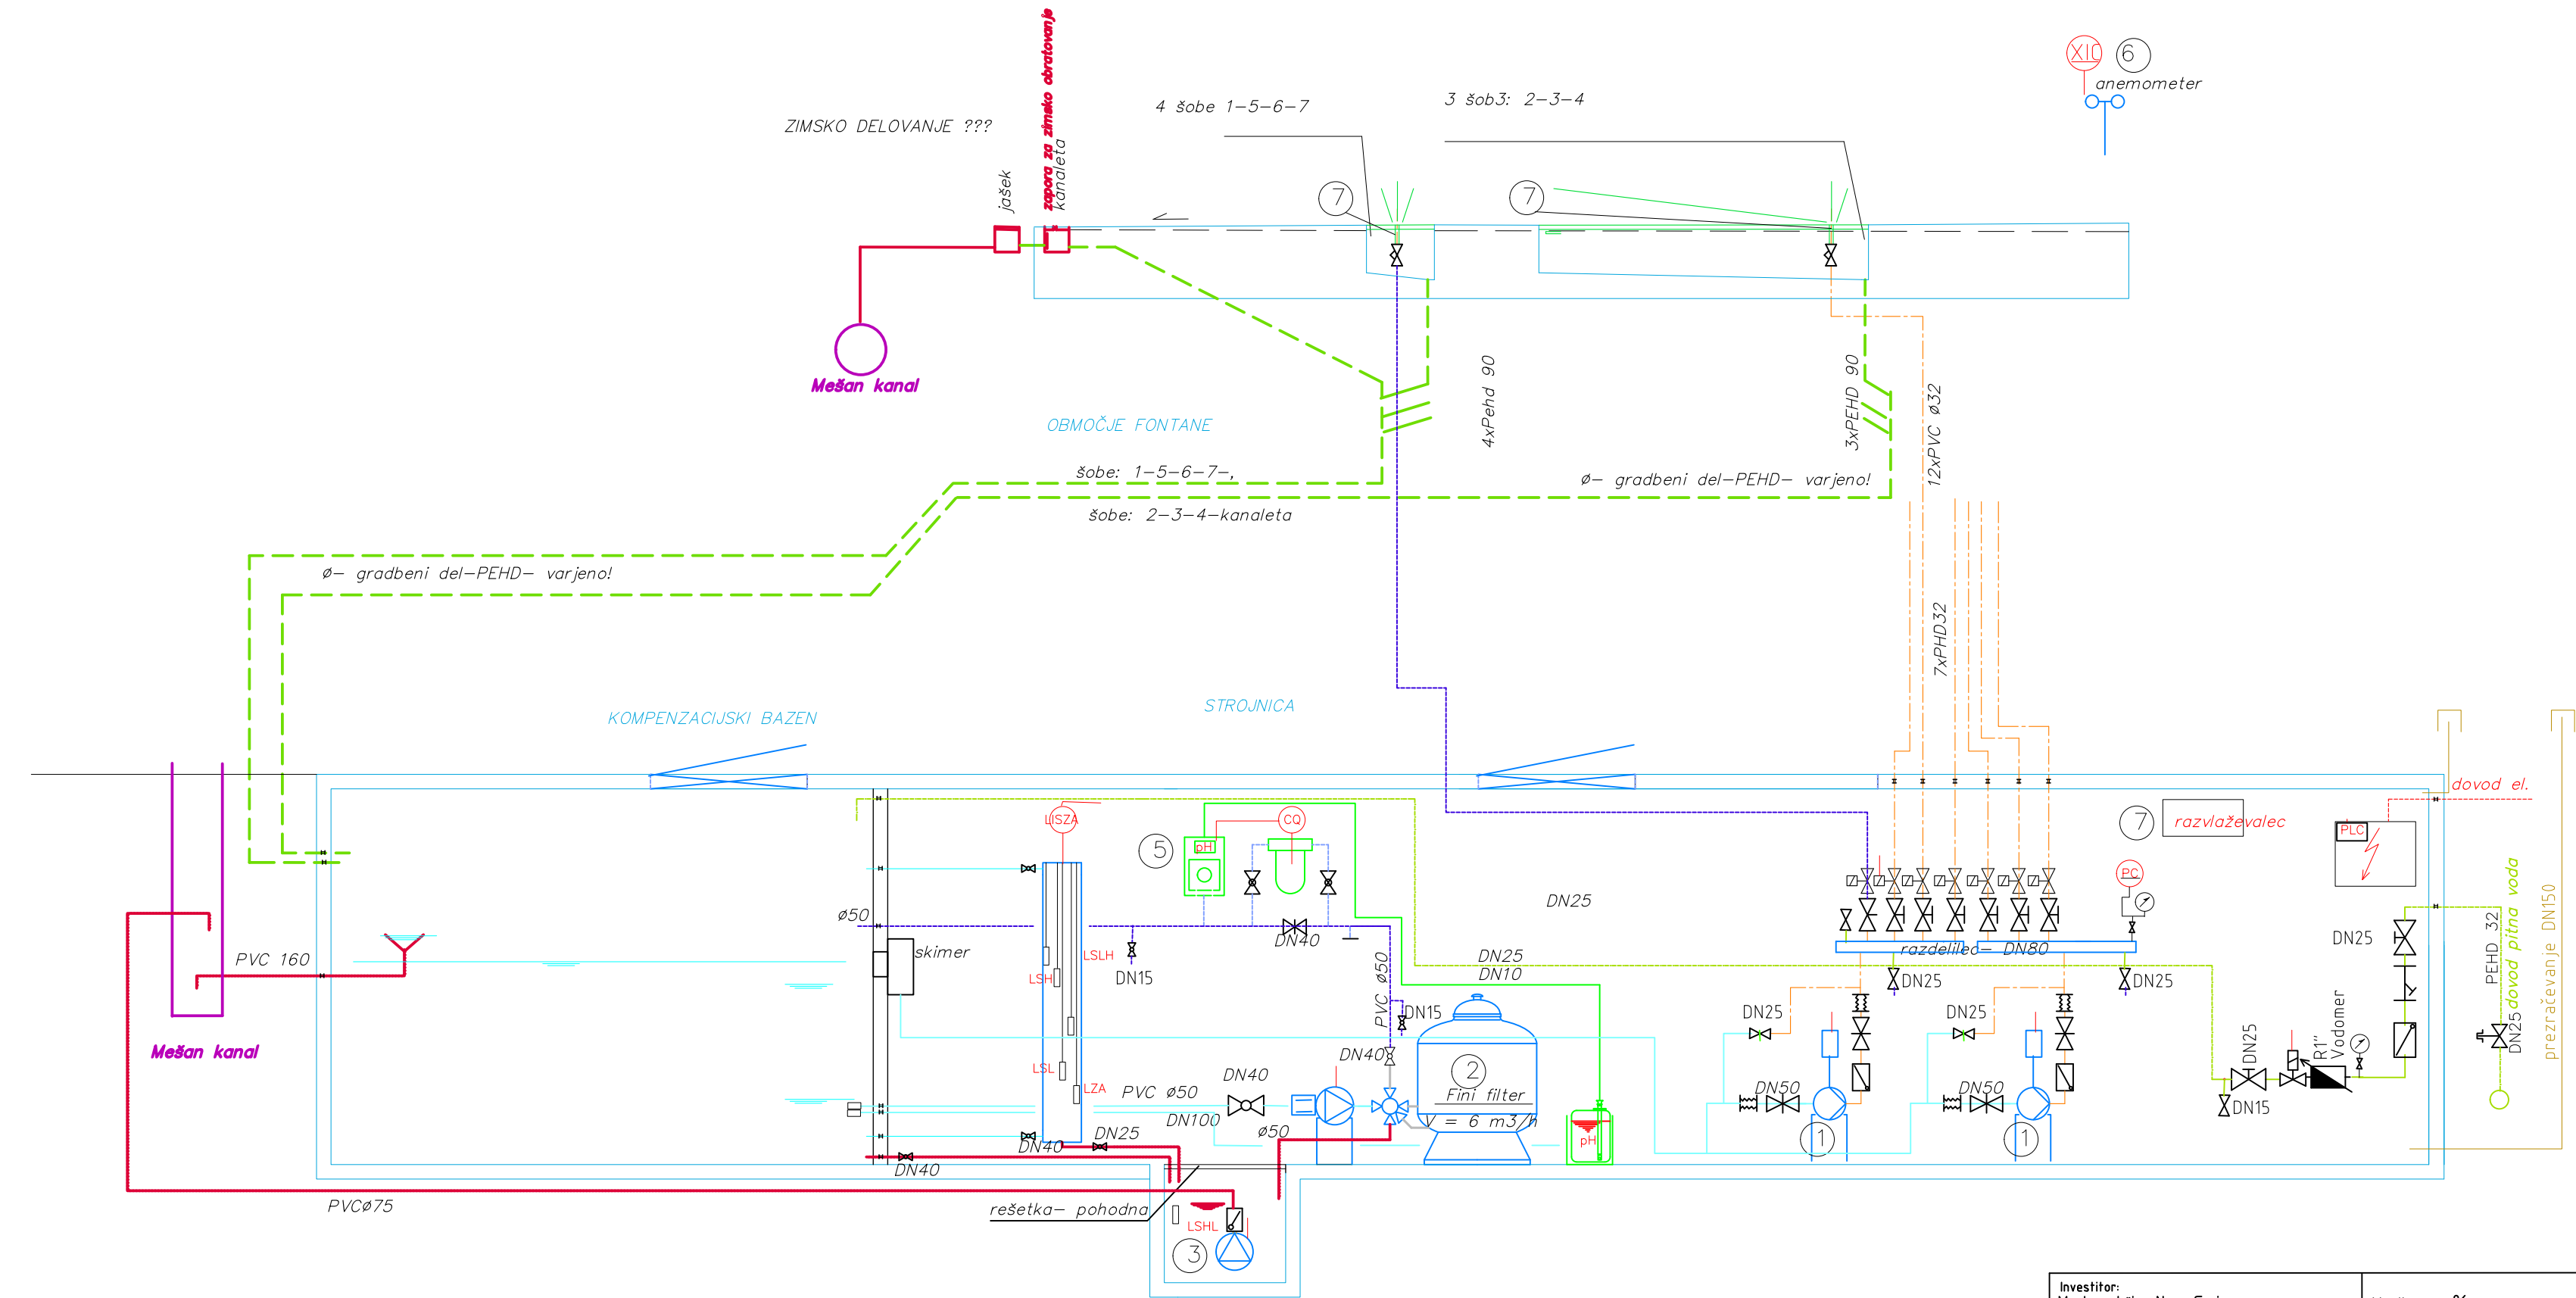 XIC
6
anemometer
zapora za zimsko obratovanje
kanaleta
jašek
ZIMSKO DELOVANJE ???
4 šobe 1-5-6-7
3 šob3: 2-3-4
7
7
Mešan kanal
4xPehd 90
3xPEHD 90
12xPVC ø32
OBMOČJE FONTANE
šobe: 1-5-6-7-,
ø- gradbeni del-PEHD- varjeno!
šobe: 2-3-4-kanaleta
ø- gradbeni del-PEHD- varjeno!
7xPHD32
KOMPENZACIJSKI BAZEN
STROJNICA
dovod el.
LISZA
5
pH
CQ
7
razvlaževalec
PLC
PC
ø50
DN25
DN40
skimer
LSLH
LSH
DN15
PVC 160
PVC ø50
DN25
DN10
razdelilec- DN80
DN25
DN25
DN25
PEHD 32
DN25 dovod pitna voda
prezračevanje DN150
DN15
DN25
DN25
DN25
R1"
Vodomer
Mešan kanal
LSL
LZA
DN40
DN40
2
Fini filter
V = 6 m3/h
PVC ø50
DN100
DN50
DN50
DN15
ø50
DN25
DN40
DN40
pH
1
1
PVCø75
rešetka- pohodna
LSHL
3
Investitor: